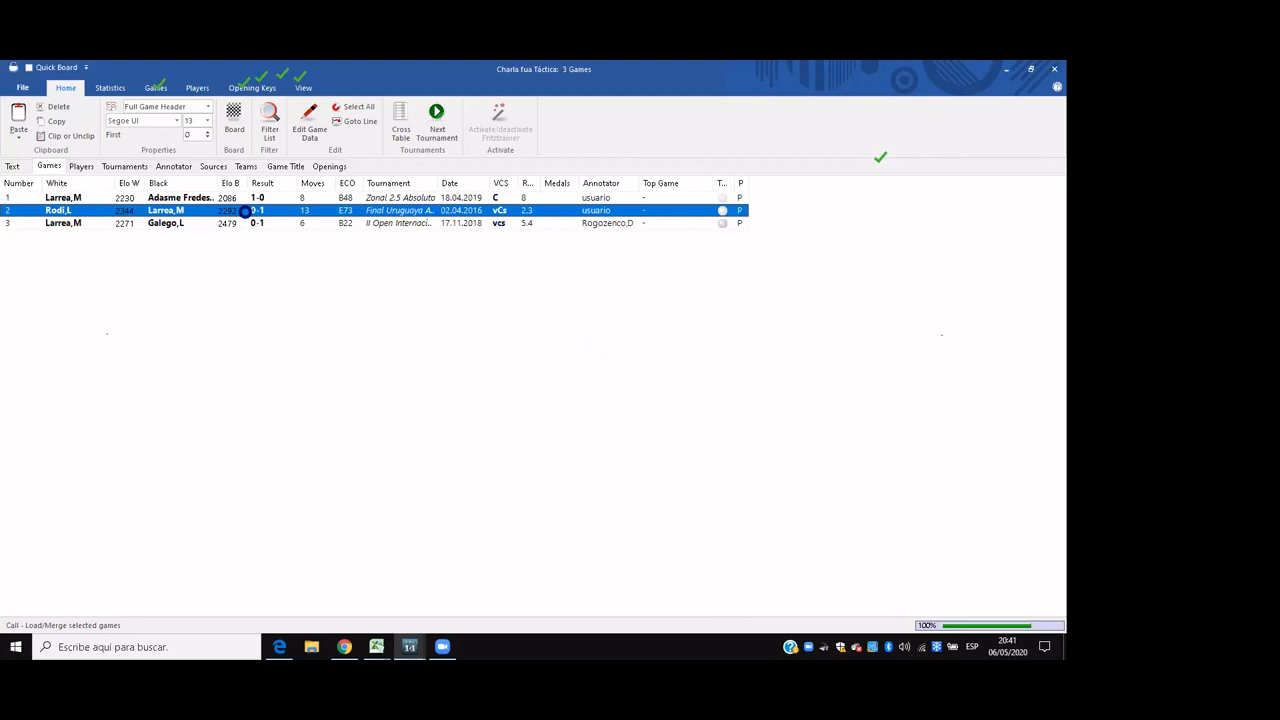 Quick Board
Charla fua Táctica: 3 Games
File Home Statistics Games Players Opening Keys View
Paste Delete Copy Clip or Unclip Clipboard
Full Game Header Segoe UI 13 First 0 Properties
Board Board
Filter List Filter
Edit Game Data Select All Goto Line Edit
Cross Table Next Tournament Tournaments
Activate/deactivate Fritztrainer Activate
Text Games Players Tournaments Annotator Sources Teams Game Title Openings
Number White Elo W Black Elo B Result Moves ECO Tournament Date VCS R... Medals Annotator Top Game T... P
1 Larrea,M 2230 Adasme Fredes.. 2086 1-0 8 B48 Zonal 2.5 Absoluto 18.04.2019 C 8 usuario - P
2 Rodi,L 2344 Larrea,M 2292 0-1 13 E73 Final Uruguaya A.. 02.04.2016 vCs 2.3 usuario - P
3 Larrea,M 2271 Galego,L 2479 0-1 6 B22 II Open Internaci.. 17.11.2018 vcs 5.4 Rogozenco,D - P
Call - Load/Merge selected games 100%
Escribe aquí para buscar. 14 ESP 20:41
06/05/2020